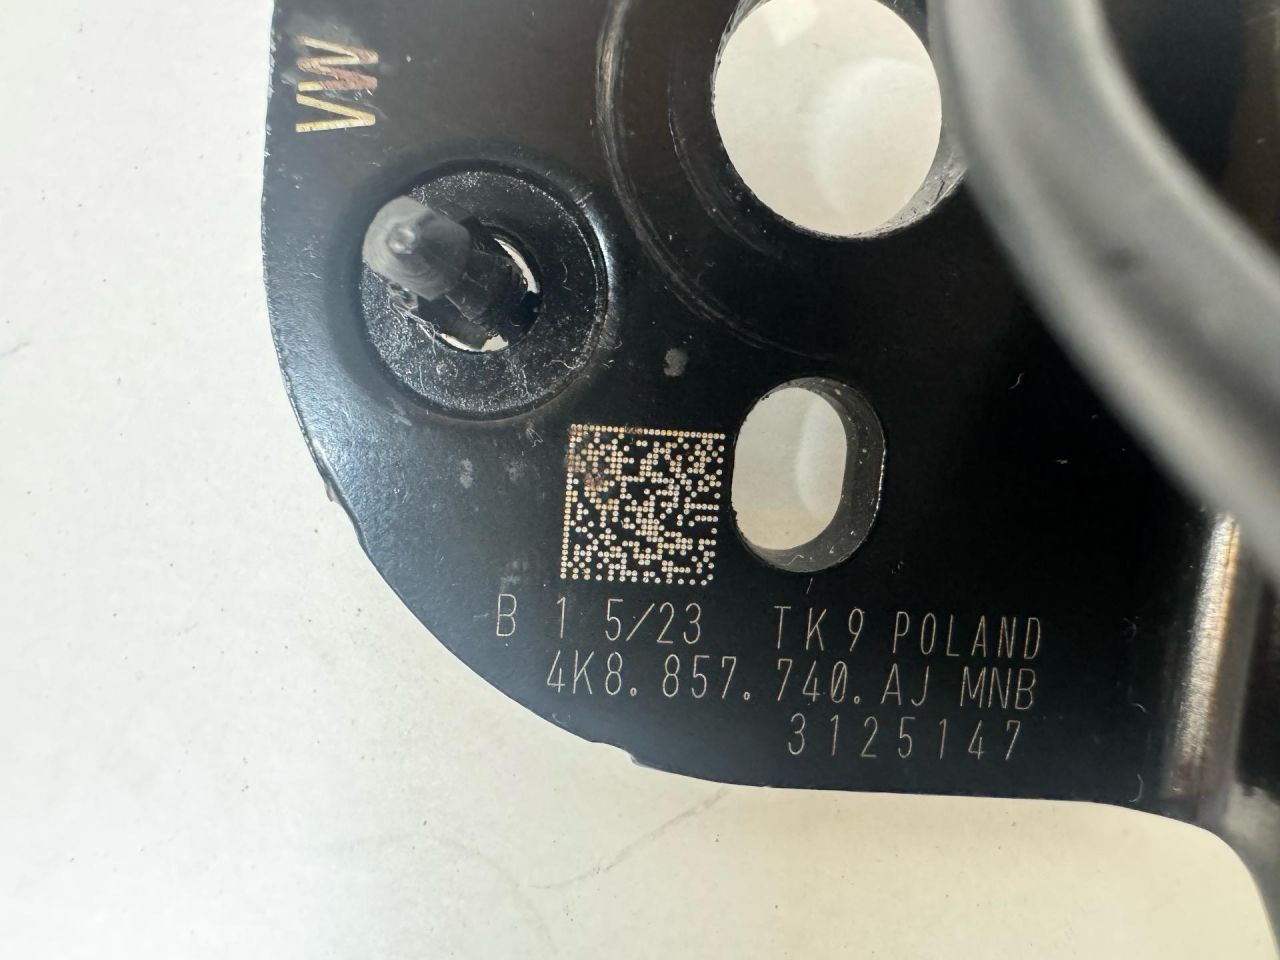 VW
B 1 5/23 TK9 POLAND
4K8.857.740.AJ MNB
3125147